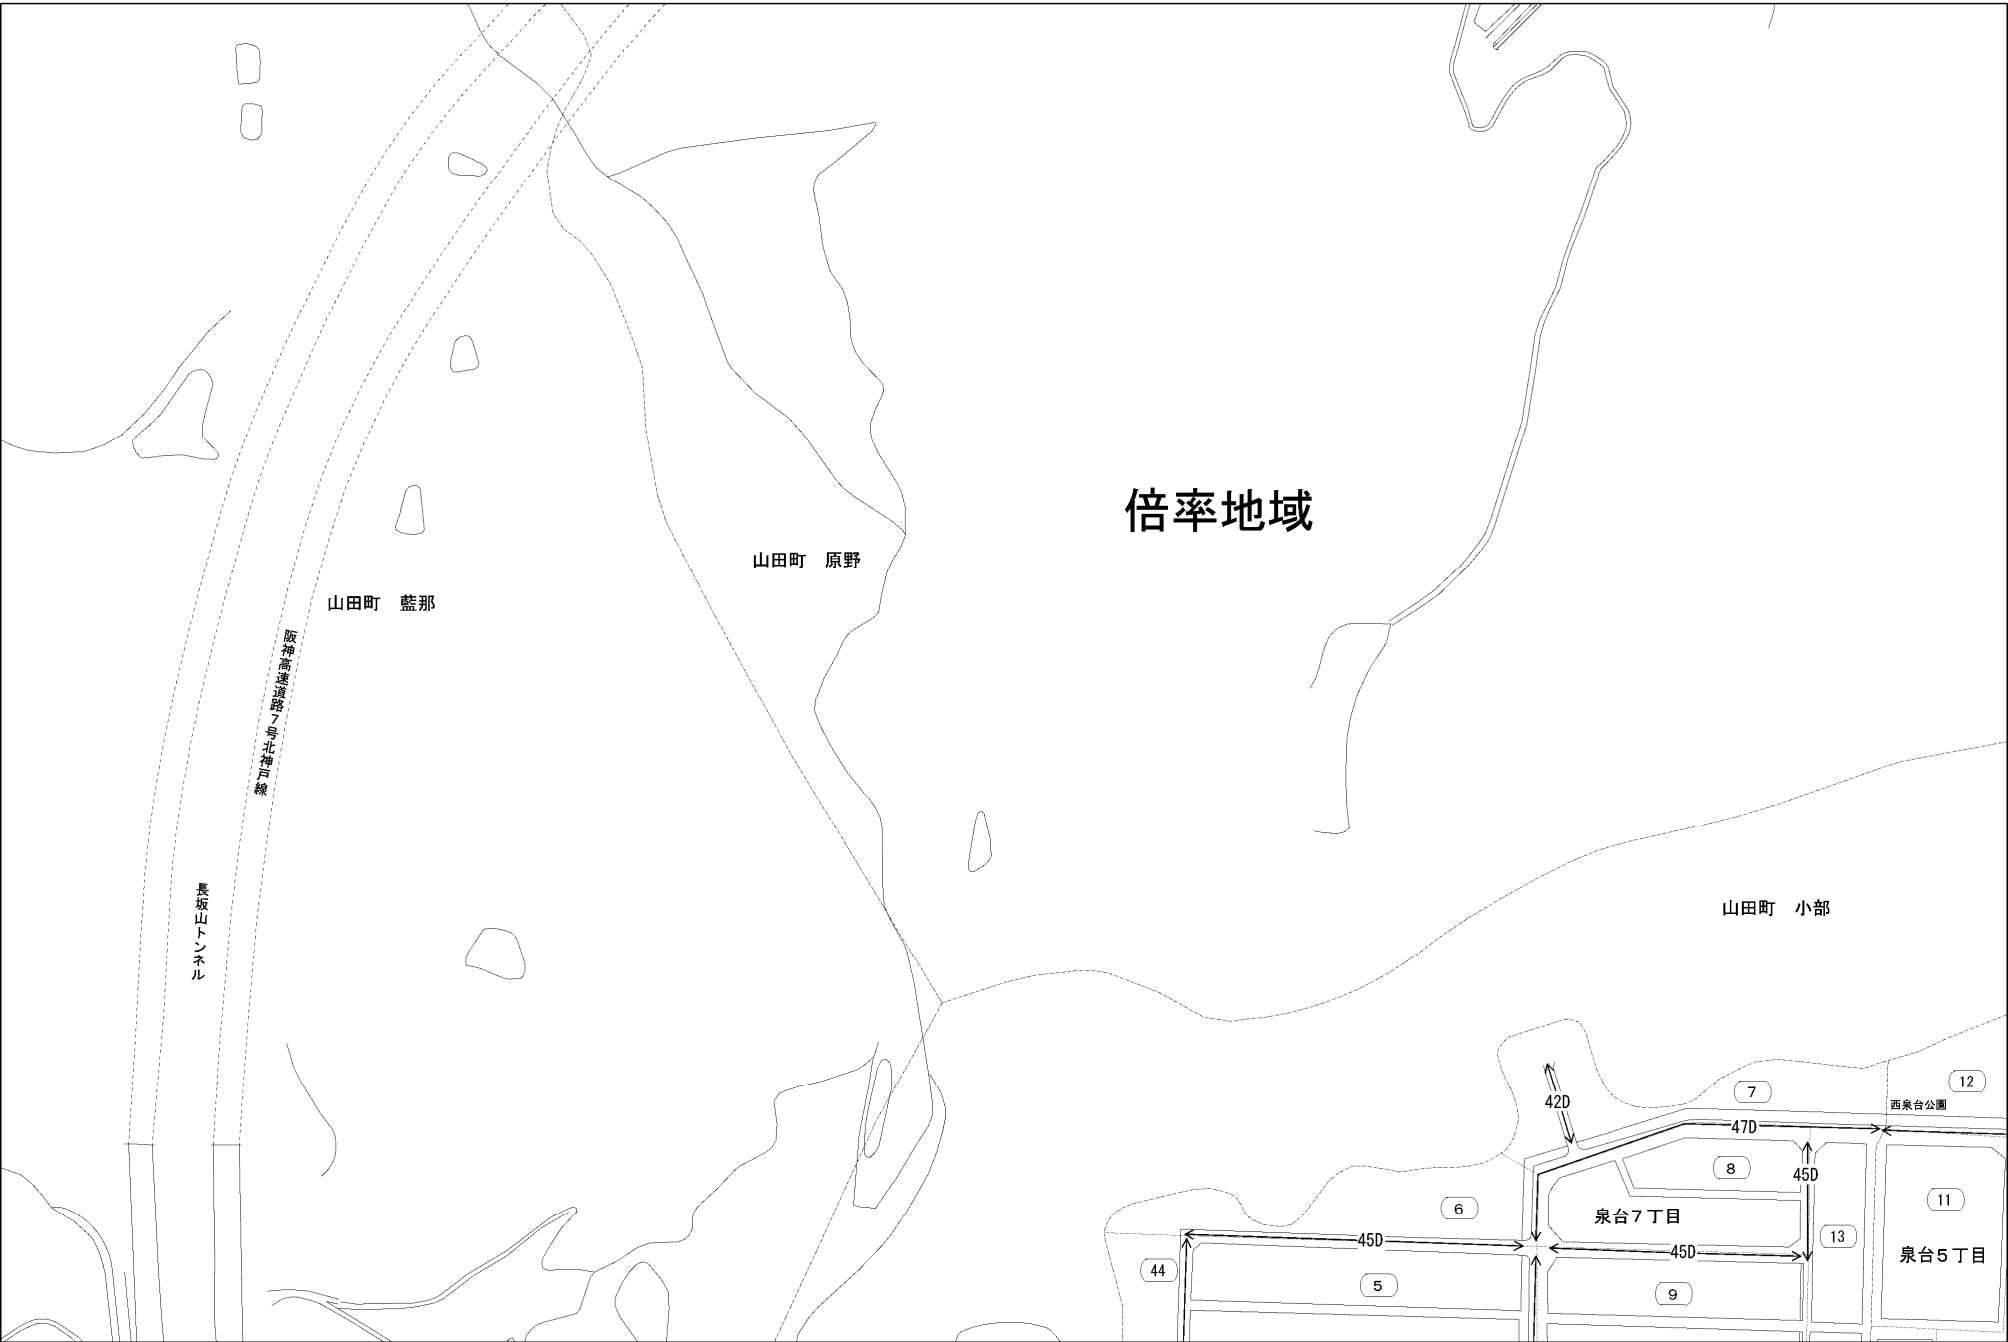 倍率地域
山田町　原野
山田町　藍那
阪神高速道路7号北神戸線
長坂山トンネル
山田町　小部
12
7
西泉台公園
42D
47D
8
45D
11
6
泉台7丁目
13
45D
45D
泉台5丁目
44
5
9